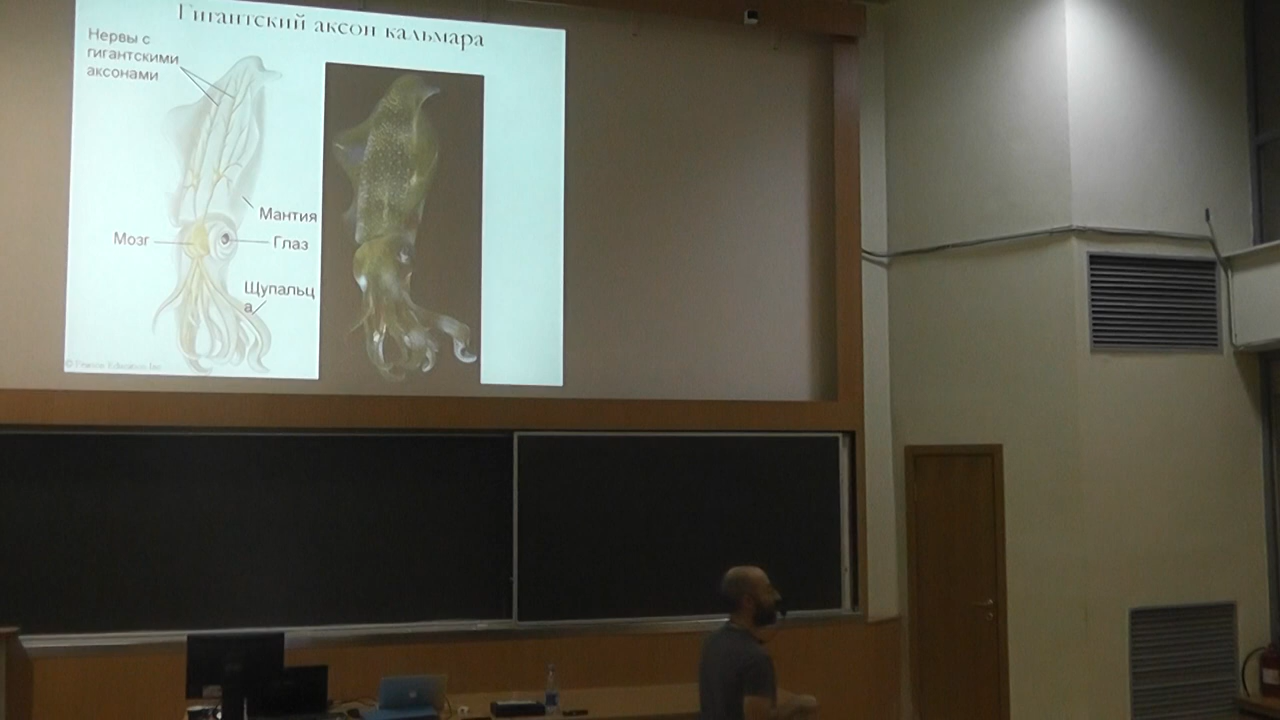 Гигантский аксон кальмара
Нервы с
гигантскими
аксонами
Мантия
Мозг
Глаз
Щупальц
а